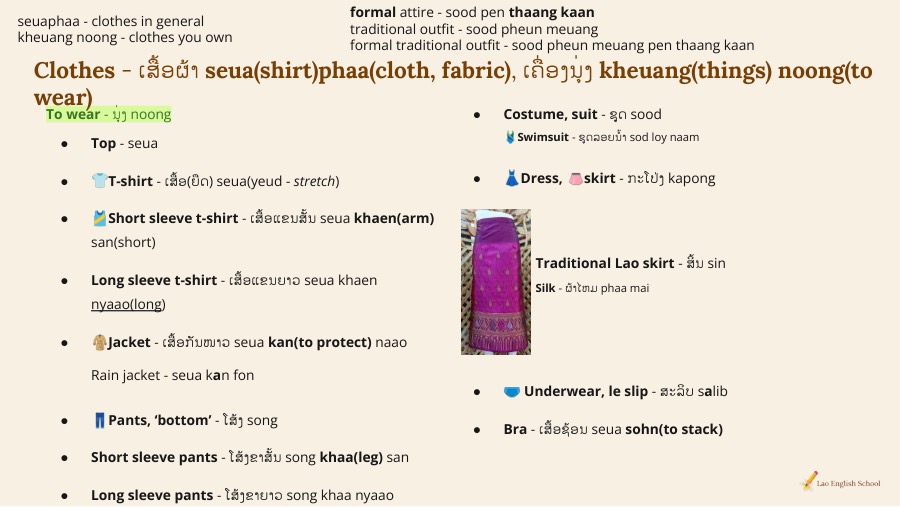 seuaphaa - clothes in general
kheuang noong - clothes you own
formal attire - sood pen thaang kaan
traditional outfit - sood pheun meuang
formal traditional outfit - sood pheun meuang pen thaang kaan
Clothes - ເສື້ອຜ້າ seua(shirt)phaa(cloth, fabric), ເຄື່ອງນຸ່ງ kheuang(things) noong(to
wear)
To wear - ນຸ່ງ noong
● Top - seua
● 👕T-shirt - ເສື້ອ(ຍືດ) seua(yeud - stretch)
● 🎽Short sleeve t-shirt - ເສື້ອແຂນສັ້ນ seua khaen(arm)
san(short)
● Long sleeve t-shirt - ເສື້ອແຂນຍາວ seua khaen
nyaao(long)
● 🧥Jacket - ເສື້ອກັນໜາວ seua kan(to protect) naao
Rain jacket - seua kan fon
● 👖Pants, ‘bottom’ - ໂສ້ງ song
● Short sleeve pants - ໂສ້ງຂາສັ້ນ song khaa(leg) san
● Long sleeve pants - ໂສ້ງຂາຍາວ song khaa nyaao
● Costume, suit - ຊຸດ sood
🩱Swimsuit - ຊຸດລອຍນ້ຳ sod loy naam
● 👗Dress, 👛skirt - ກະໂປ່ງ kapong
Traditional Lao skirt - ສິ້ນ sin
Silk - ຜ້າໄໝ phaa mai
● 🩲 Underwear, le slip - ສະລິບ salib
● Bra - ເສື້ອຊ້ອນ seua sohn(to stack)
Lao English School